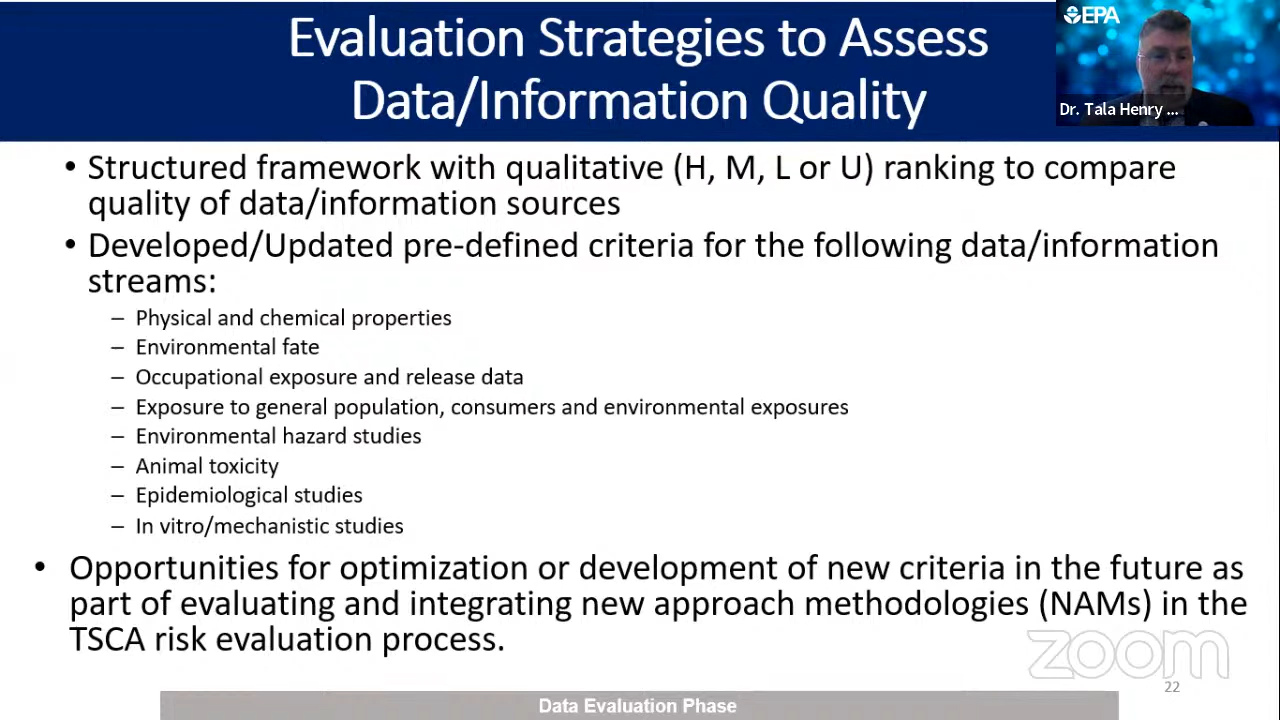 Evaluation Strategies to Assess
Data/Information Quality
EPA
Dr. Tala Henry ...
• Structured framework with qualitative (H, M, L or U) ranking to compare
quality of data/information sources
• Developed/Updated pre-defined criteria for the following data/information
streams:
– Physical and chemical properties
– Environmental fate
– Occupational exposure and release data
– Exposure to general population, consumers and environmental exposures
– Environmental hazard studies
– Animal toxicity
– Epidemiological studies
– In vitro/mechanistic studies
• Opportunities for optimization or development of new criteria in the future as
part of evaluating and integrating new approach methodologies (NAMs) in the
TSCA risk evaluation process.
zoom
22
Data Evaluation Phase